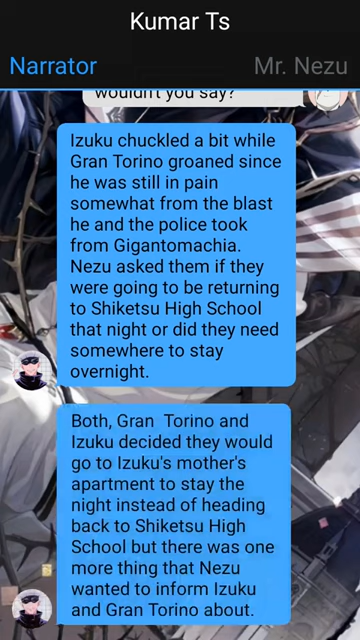 Kumar Ts
Narrator
Mr. Nezu
wouldn't you say?
Izuku chuckled a bit while
Gran Torino groaned since
he was still in pain
somewhat from the blast
he and the police took
from Gigantomachia.
Nezu asked them if they
were going to be returning
to Shiketsu High School
that night or did they need
somewhere to stay
overnight.
Both, Gran  Torino and
Izuku decided they would
go to Izuku's mother's
apartment to stay the
night instead of heading
back to Shiketsu High
School but there was one
more thing that Nezu
wanted to inform Izuku
and Gran Torino about.